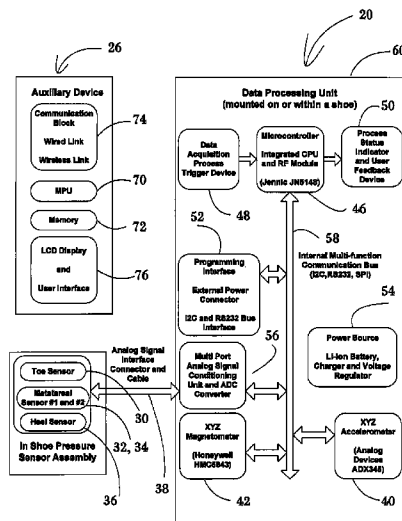 20
26
60
Auxiliary Device
Communication
Block
Wired Link
Wireless Link
74
MPU
70
Memory
72
LCD Display
and
User Interface
76
Data Processing Unit
(mounted on or within a shoe)
50
Data
Acquisition
Process
Trigger Device
48
Microcontroller
Integrated CPU
and RF Module
(Jennic JN5148)
46
Process
Status
Indicator
and User
Feedback
Device
52
Programming
Interface
External Power
Connector
I2C and RS232 Bus
Interface
58
Internal Multi-function
Communication Bus
(I2C,RS232, SPI)
54
Power Source
Li-Ion Battery,
Charger and Voltage
Regulator
56
Multi Port
Analog Signal
Conditioning
Unit and ADC
Converter
Analog Signal
Interface
Connector and
Cable
38
Toe Sensor
30
Metatarsal
Sensor #1 and #2
32, 34
Heel Sensor
36
In Shoe Pressure
Sensor Assembly
XYZ
Magnetometer
(Honeywell
HMC5843)
42
XYZ
Accelerometer
(Analog
Devices
ADX345)
40